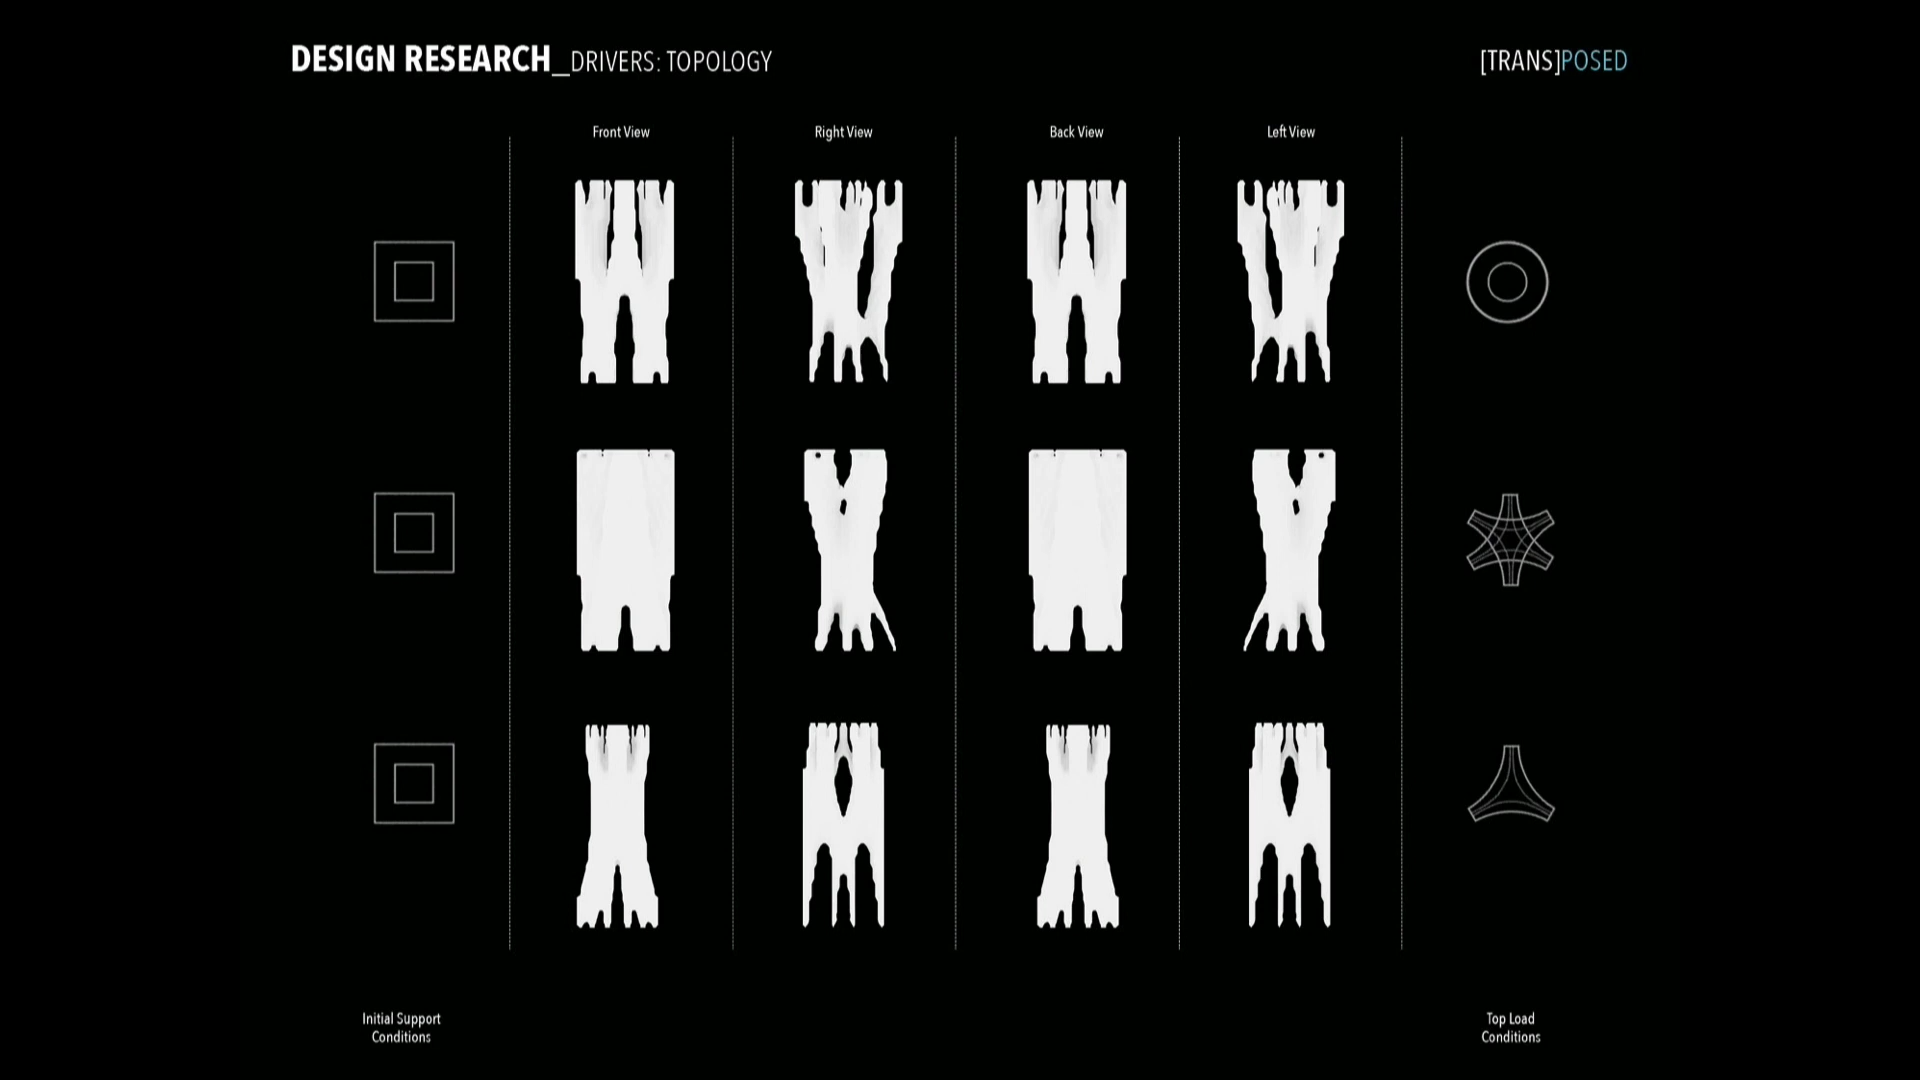 DESIGN RESEARCH_DRIVERS: TOPOLOGY
[TRANS]POSED
Front View
Right View
Back View
Left View
Initial Support
Conditions
Top Load
Conditions